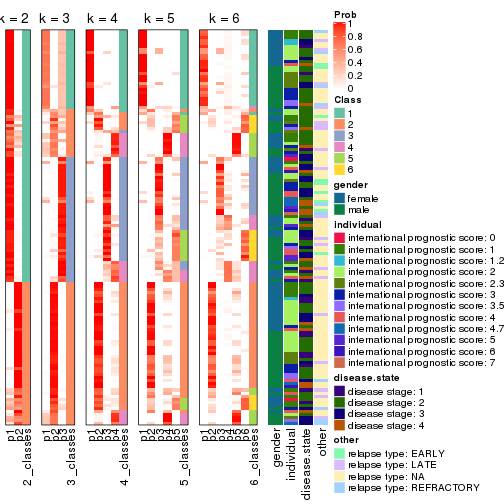 k = 2 k = 3 k = 4 k = 5 k = 6
Prob
1
0.8
0.6
0.4
0.2
0
Class
1
2
3
4
5
6
gender
female
male
individual
international prognostic score: 0
international prognostic score: 1
international prognostic score: 1.2
international prognostic score: 2
international prognostic score: 2.3
international prognostic score: 3
international prognostic score: 3.5
international prognostic score: 4
international prognostic score: 4.7
international prognostic score: 5
international prognostic score: 6
international prognostic score: 7
disease.state
disease stage: 1
disease stage: 2
disease stage: 3
disease stage: 4
other
relapse type: EARLY
relapse type: LATE
relapse type: NA
relapse type: REFRACTORY
p1
p2
2_classes
p1
p2
p3
3_classes
p1
p2
p3
p4
4_classes
p1
p2
p3
p4
p5
5_classes
p1
p2
p3
p4
p5
p6
6_classes
gender
individual
disease.state
other